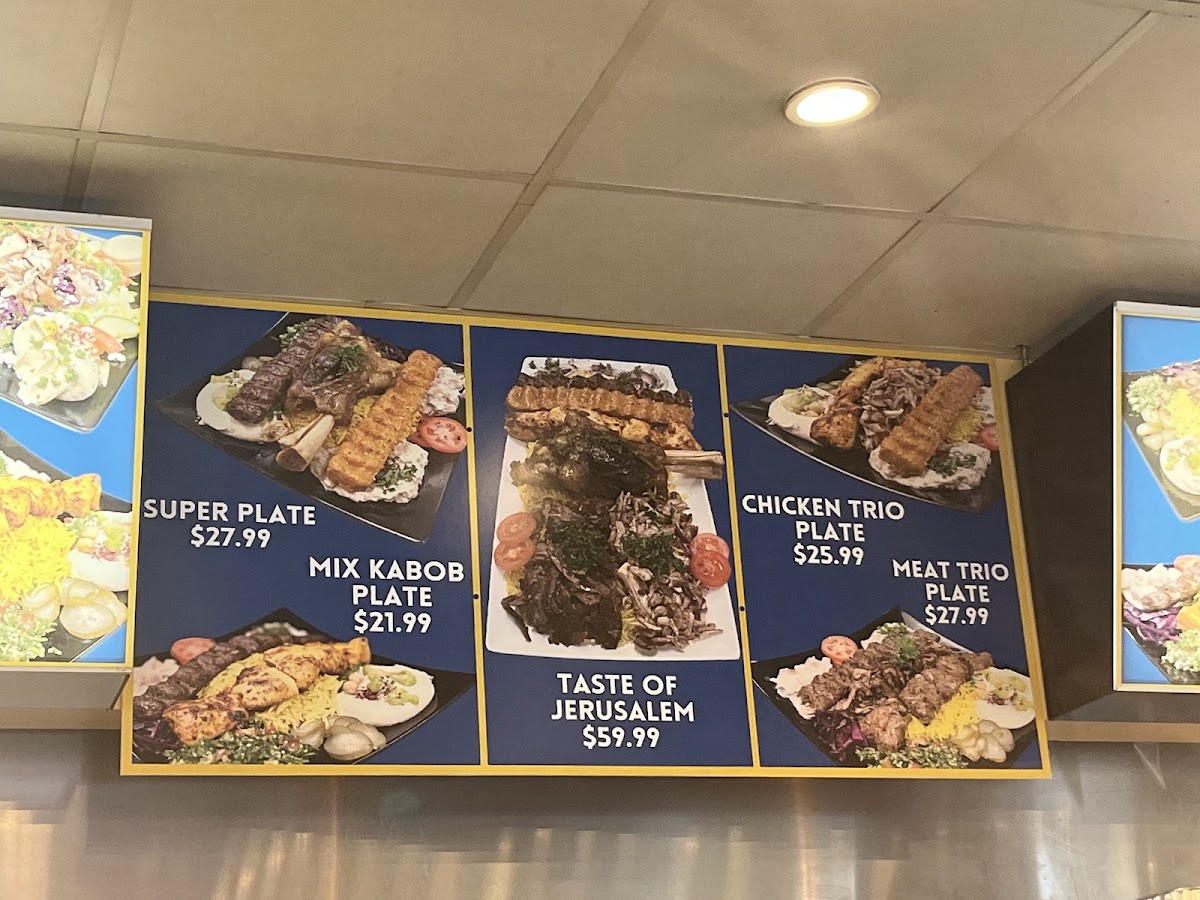 SUPER PLATE
$27.99
MIX KABOB
PLATE
$21.99
TASTE OF
JERUSALEM
$59.99
CHICKEN TRIO
PLATE
$25.99
MEAT TRIO
PLATE
$27.99